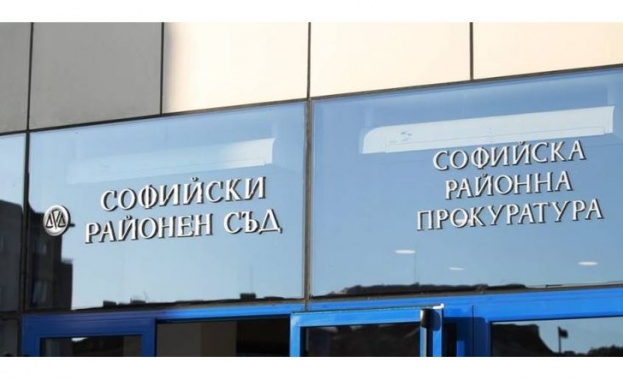 СОФИЙСКИ
РАЙОНЕН СЪД
СОФИЙСКА
РАЙОННА
ПРОКУРАТУРА